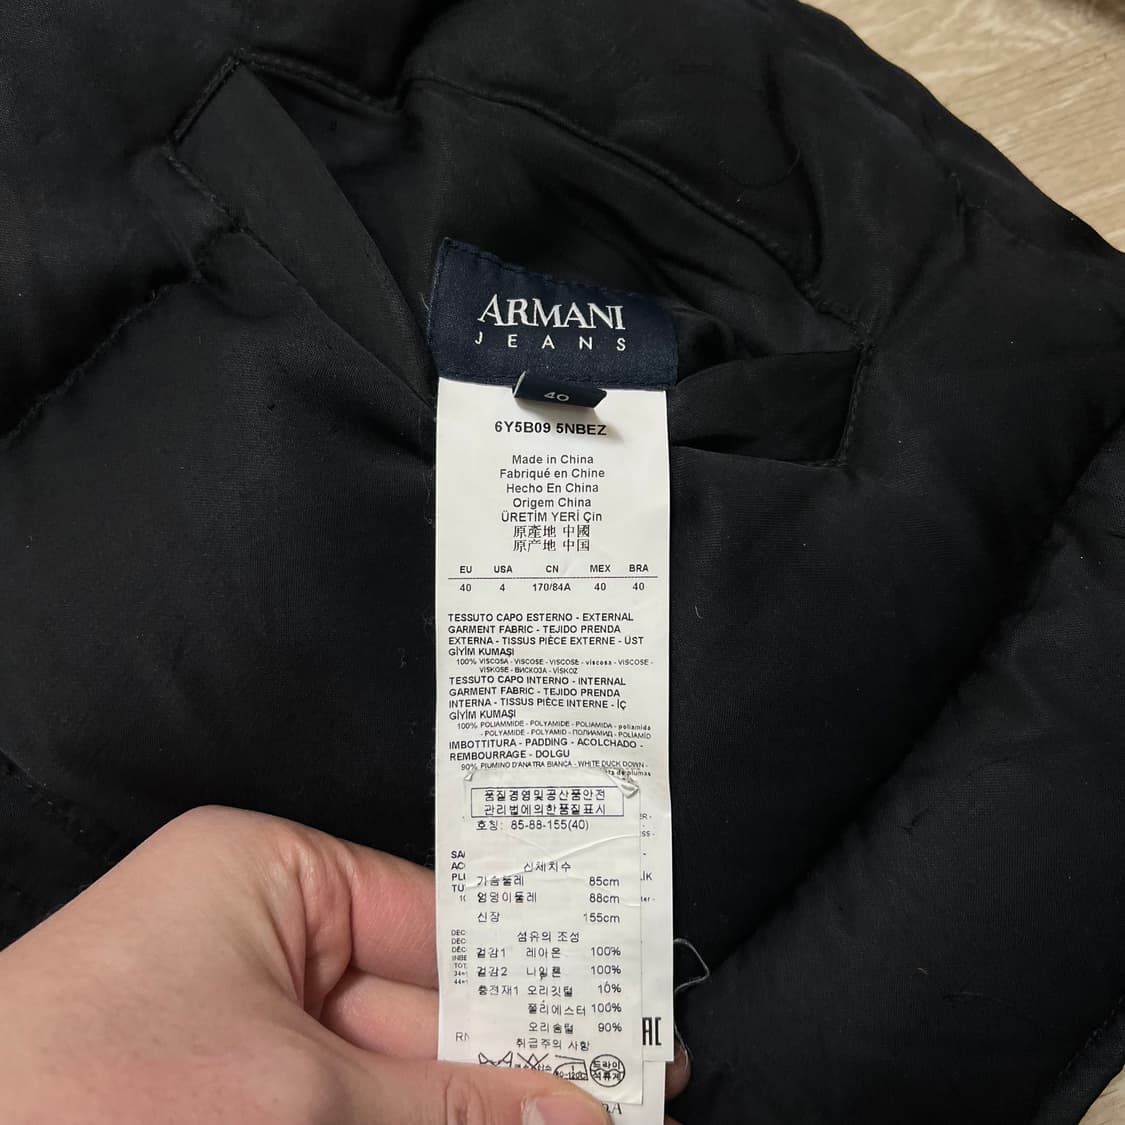 ARMANI
JEANS
40
6Y5B09 5NBEZ
Made in China
Fabriqué en Chine
Hecho En China
Origem China
ÜRETİM YERİ Çin
原產地 中國
原产地 中国
EU USA CN MEX BRA
40 4 170/84A 40 40
TESSUTO CAPO ESTERNO - EXTERNAL
GARMENT FABRIC - TEJIDO PRENDA
EXTERNA - TISSUS PIÈCE EXTERNE - ÜST
GİYİM KUMAŞI
100% VISCOSA - VISCOSE - VISCOSE - viscosa - VISCOSE -
VISKOSE - ВИСКОЗА - VİSKOZ
TESSUTO CAPO INTERNO - INTERNAL
GARMENT FABRIC - TEJIDO PRENDA
INTERNA - TISSUS PIÈCE INTERNE - İÇ
GİYİM KUMAŞI
100% POLIAMMIDE - POLYAMIDE - POLIAMIDA - poliamida
- POLYAMIDE - POLYAMID - ПОЛИАМИД - POLİAMİD
IMBOTTITURA - PADDING - ACOLCHADO -
REMBOURRAGE - DOLGU
90% PIUMINO D'ANATRA BIANCA - WHITE DUCK DOWN -
de plumas
품질경영및공산품안전
관리법에의한품질표시
호칭: 85-88-155(40)
신체치수
가슴둘레 85cm
엉덩이둘레 88cm
신장 155cm
섬유의 조성
겉감1 레이온 100%
겉감2 나일론 100%
충전재1 오리깃털 10%
폴리에스터 100%
오리솜털 90%
취급주의 사항
드라이
석유계